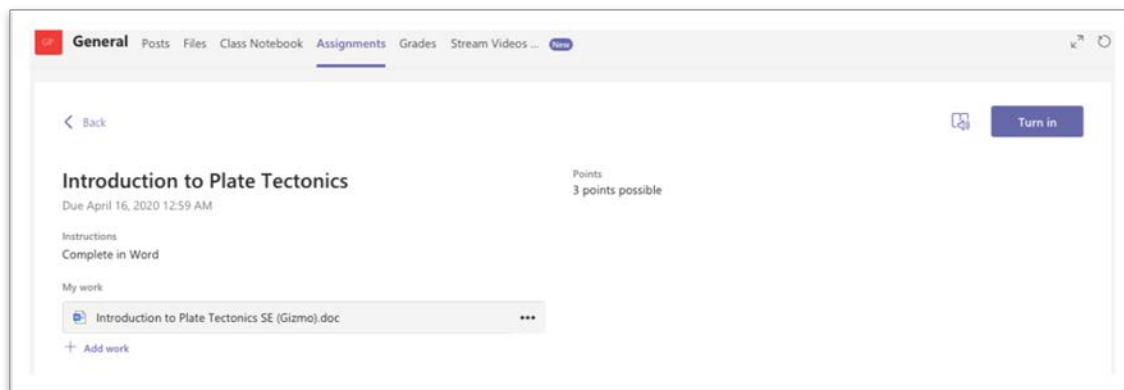 GP General Posts Files Class Notebook Assignments Grades Stream Videos ... New
Back
Turn in
Introduction to Plate Tectonics
Due April 16, 2020 12:59 AM
Points
3 points possible
Instructions
Complete in Word
My work
Introduction to Plate Tectonics SE (Gizmo).doc
Add work